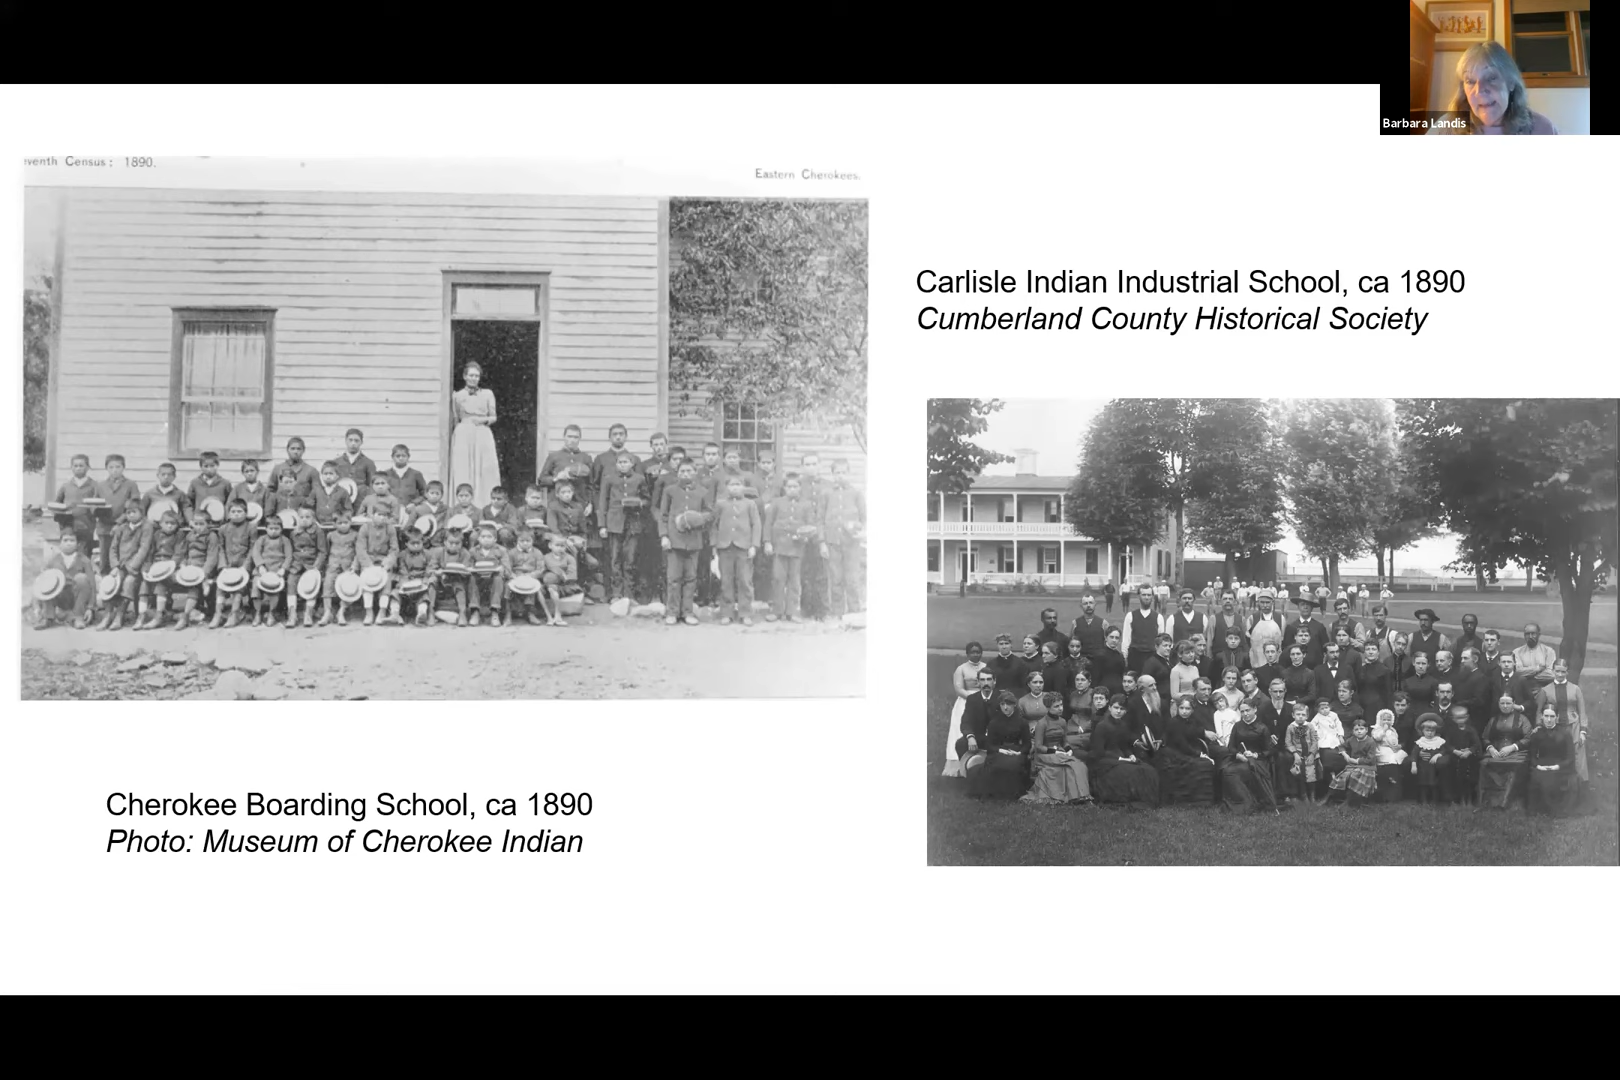 Barbara Landis
venth Census: 1890.
Eastern Cherokees.
Carlisle Indian Industrial School, ca 1890
Cumberland County Historical Society
Cherokee Boarding School, ca 1890
Photo: Museum of Cherokee Indian